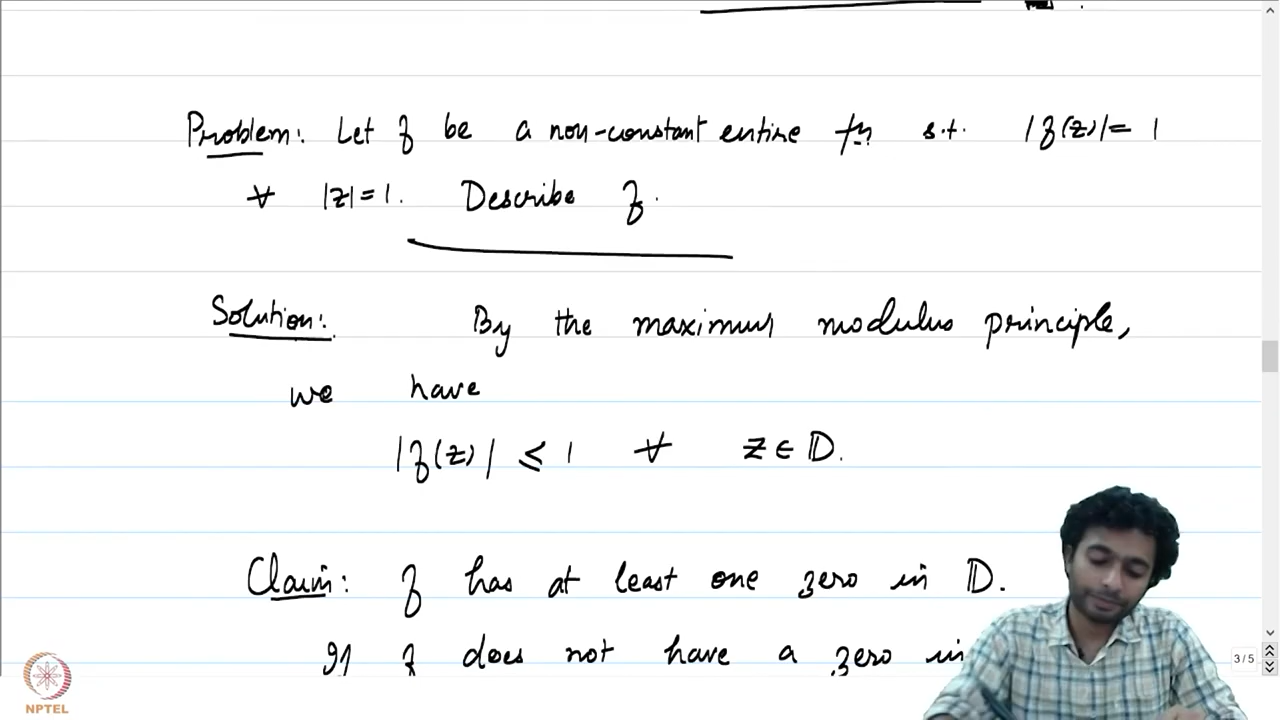 Problem: Let f be a non-constant entire fn s.t. |f(z)| = 1
∀ |z| = 1. Describe f.
Solution: By the maximum modulus principle,
we have
|f(z)| ≤ 1 ∀ z ∈ 𝔻.
Claim: f has at least one zero in 𝔻.
If f does not have a zero in
3 / 5
NPTEL